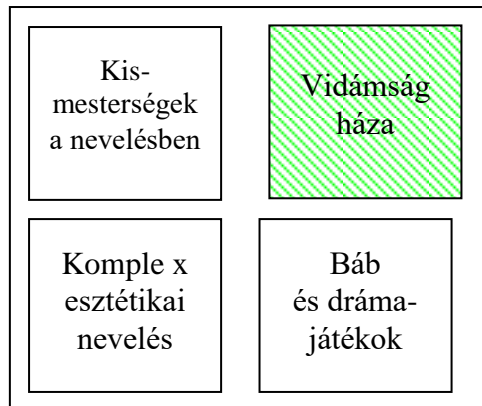 Kis-
mesterségek
a nevelésben
Vidámság
háza
Komple x
esztétikai
nevelés
Báb
és dráma-
játékok